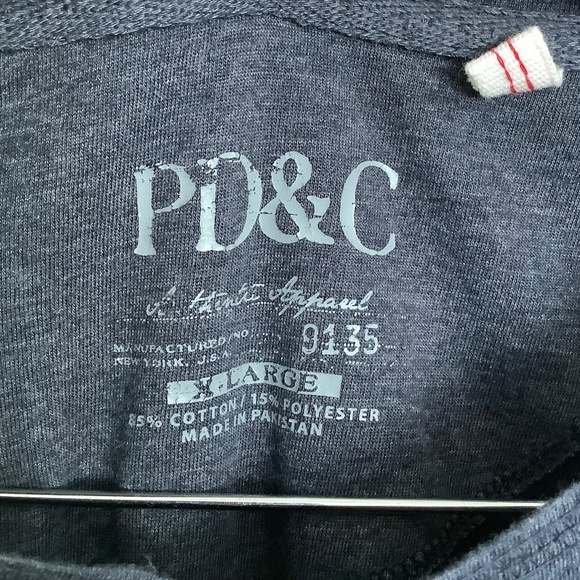 PD&C
Authentic Apparel
MANUFACTURED/NO
NEW YORK, U.S.A.
9135
X-LARGE
85% COTTON/ 15% POLYESTER
MADE IN PAKISTAN